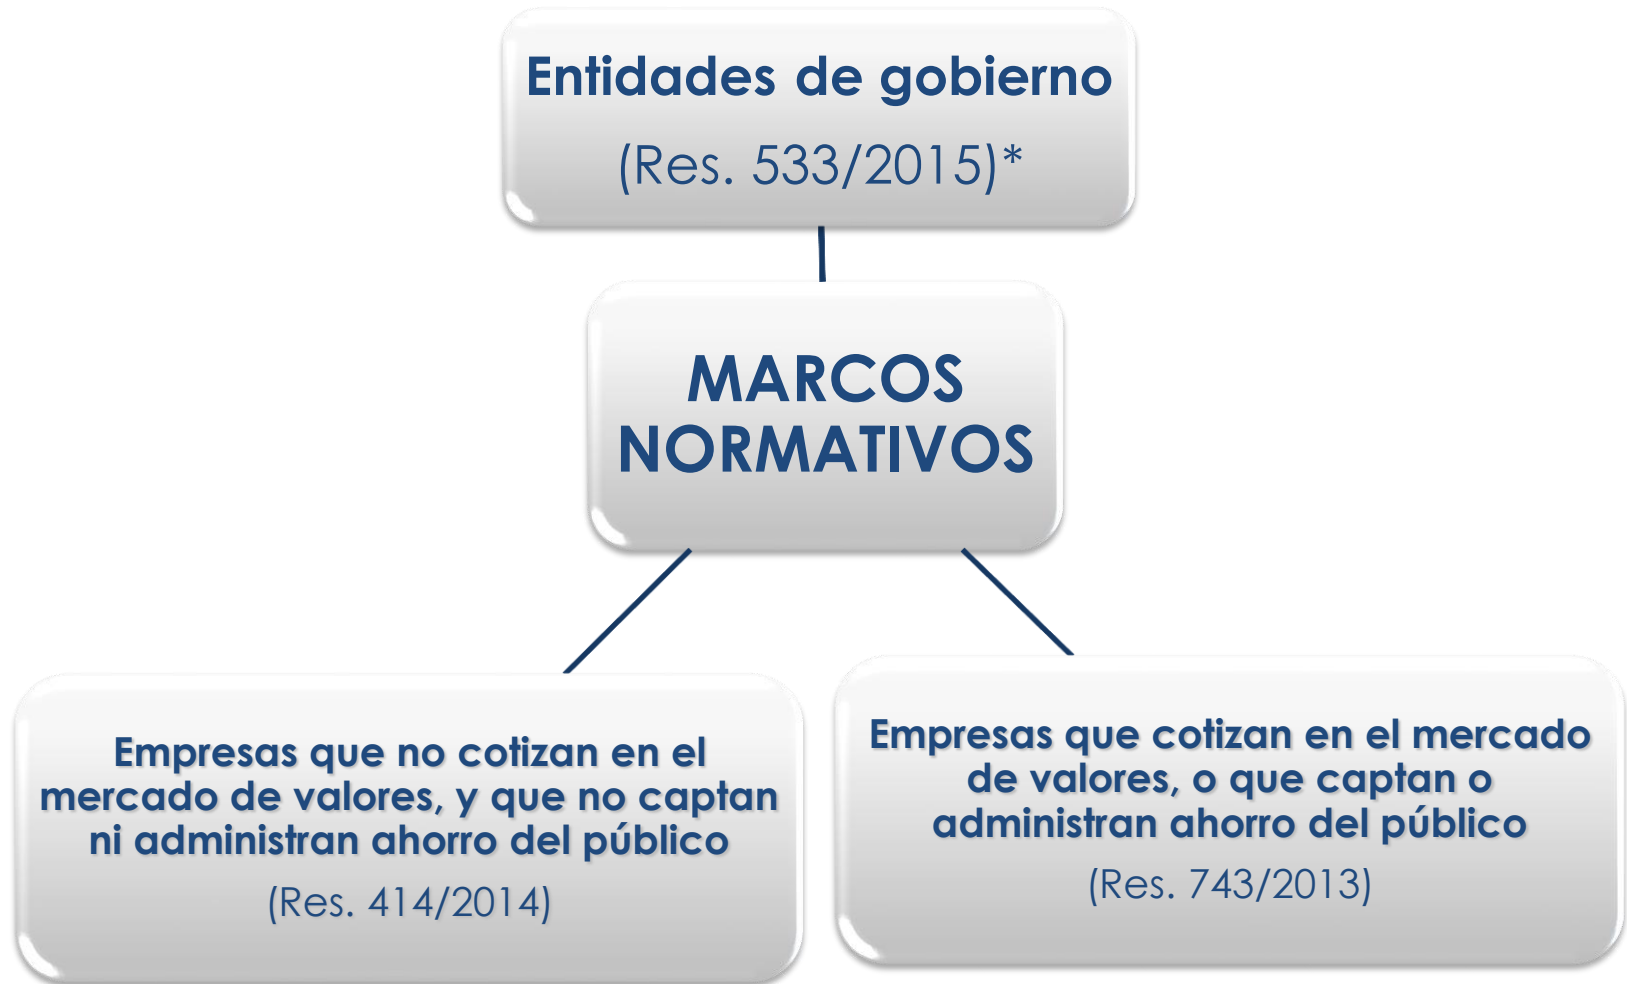 Entidades de gobierno
(Res. 533/2015)*
MARCOS
NORMATIVOS
Empresas que no cotizan en el
mercado de valores, y que no captan
ni administran ahorro del público
(Res. 414/2014)
Empresas que cotizan en el mercado
de valores, o que captan o
administran ahorro del público
(Res. 743/2013)